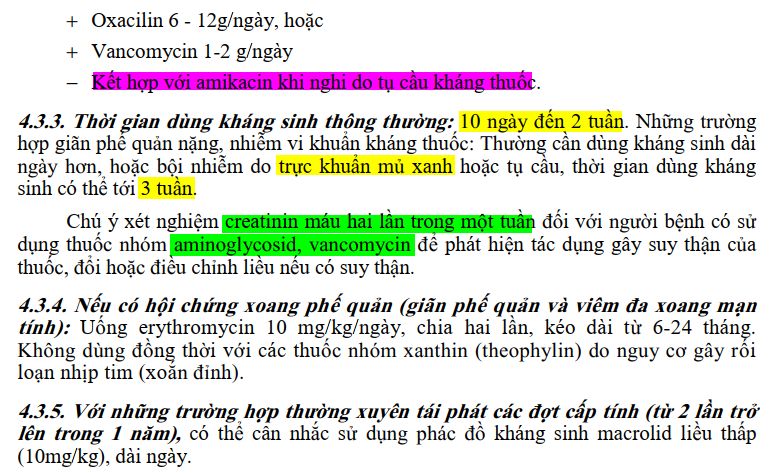 + Oxacilin 6 - 12g/ngày, hoặc
+ Vancomycin 1-2 g/ngày
− Kết hợp với amikacin khi nghi do tụ cầu kháng thuốc.
4.3.3. Thời gian dùng kháng sinh thông thường: 10 ngày đến 2 tuần. Những trường
hợp giãn phế quản nặng, nhiễm vi khuẩn kháng thuốc: Thường cần dùng kháng sinh dài
ngày hơn, hoặc bội nhiễm do trực khuẩn mủ xanh hoặc tụ cầu, thời gian dùng kháng
sinh có thể tới 3 tuần.
Chú ý xét nghiệm creatinin máu hai lần trong một tuần đối với người bệnh có sử
dụng thuốc nhóm aminoglycosid, vancomycin để phát hiện tác dụng gây suy thận của
thuốc, đổi hoặc điều chỉnh liều nếu có suy thận.
4.3.4. Nếu có hội chứng xoang phế quản (giãn phế quản và viêm đa xoang mạn
tính): Uống erythromycin 10 mg/kg/ngày, chia hai lần, kéo dài từ 6-24 tháng.
Không dùng đồng thời với các thuốc nhóm xanthin (theophylin) do nguy cơ gây rối
loạn nhịp tim (xoắn đỉnh).
4.3.5. Với những trường hợp thường xuyên tái phát các đợt cấp tính (từ 2 lần trở
lên trong 1 năm), có thể cân nhắc sử dụng phác đồ kháng sinh macrolid liều thấp
(10mg/kg), dài ngày.